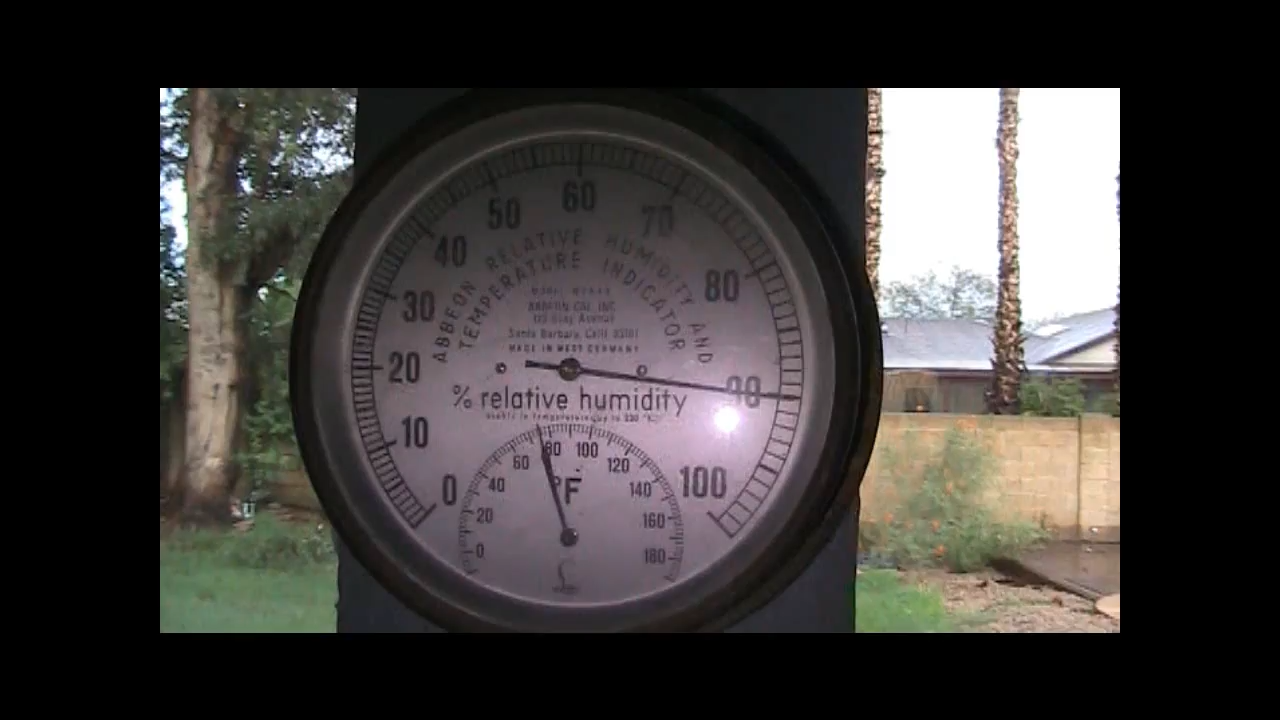 0 10 20 30 40 50 60 70 80 90 100
ABBEON RELATIVE HUMIDITY AND
TEMPERATURE INDICATOR
ABBEON CAL. INC.
Santa Barbara, Calif.
MADE IN WEST GERMANY
% relative humidity
0 20 40 60 80 100 120 140 160 180
°F